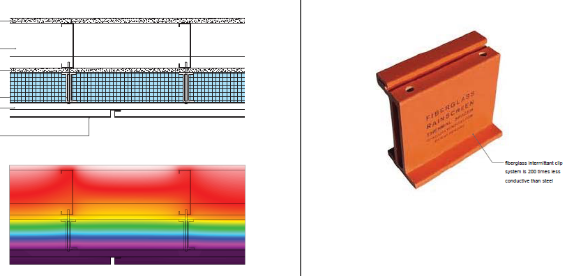 FIBERGLASS
RAINSCREEN
fiberglass intermittant clip
system is 200 times less
conductive than steel